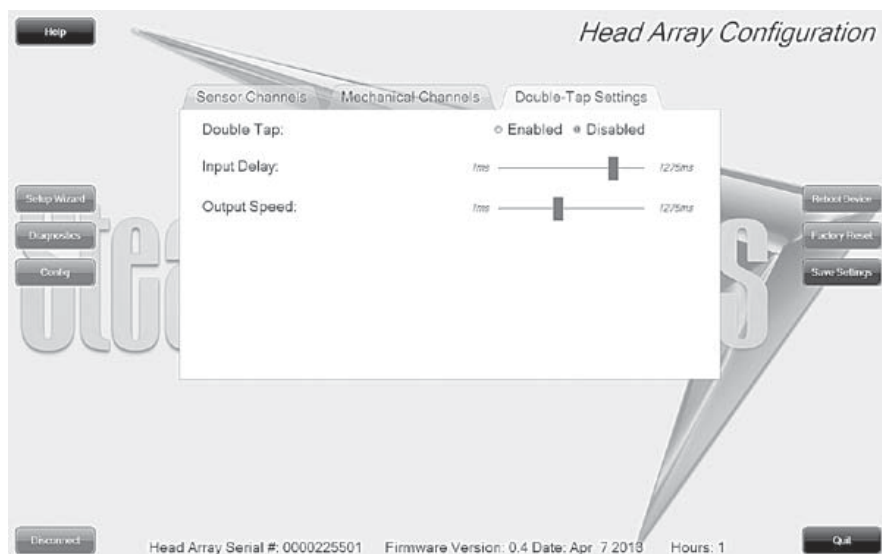 Help
Head Array Configuration
Sensor Channels Mechanical Channels Double-Tap Settings
Double Tap: Enabled Disabled
Input Delay: 1ms 1275ms
Output Speed: 1ms 1275ms
Setup Wizard
Diagnostics
Config
Reboot Device
Factory Reset
Save Settings
Disconnect
Head Array Serial #: 0000225501 Firmware Version: 0.4 Date: Apr 7 2013 Hours: 1
Quit